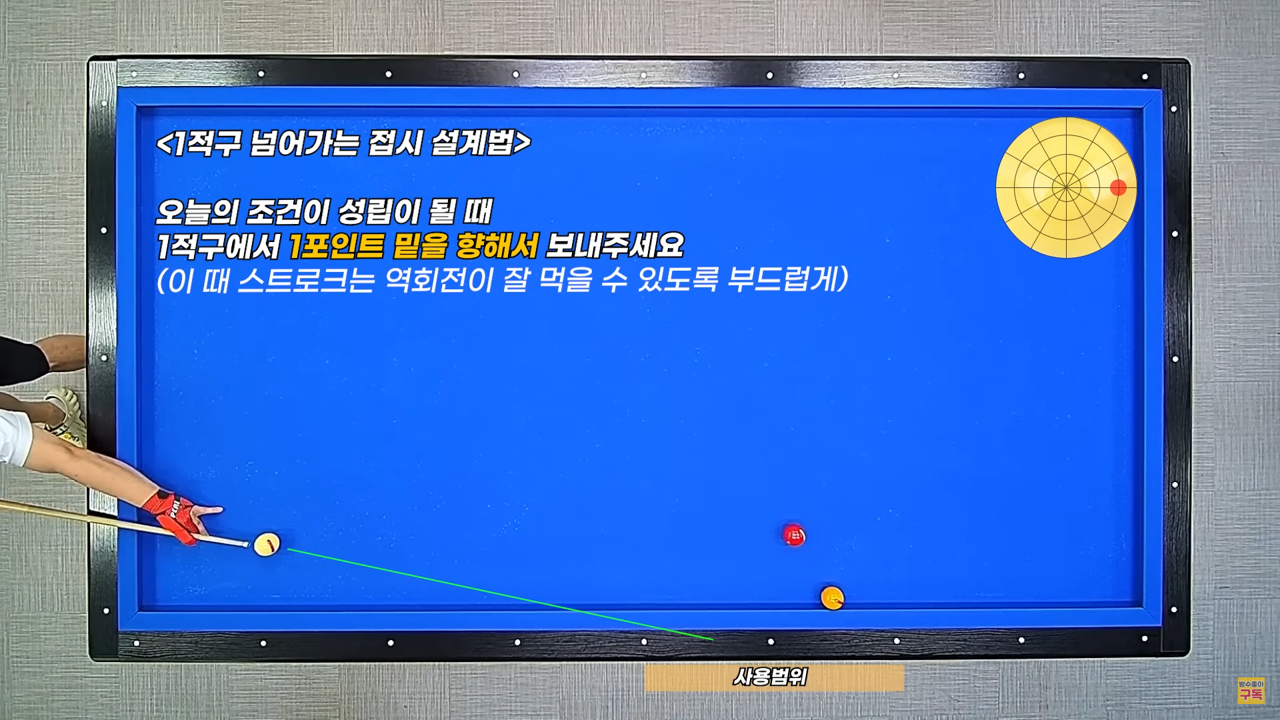 <1적구 넘어가는 접시 설계법>
오늘의 조건이 성립이 될 때
1적구에서 1포인트 밑을 향해서 보내주세요
(이 때 스트로크는 역회전이 잘 먹을 수 있도록 부드럽게)
사용범위
구독